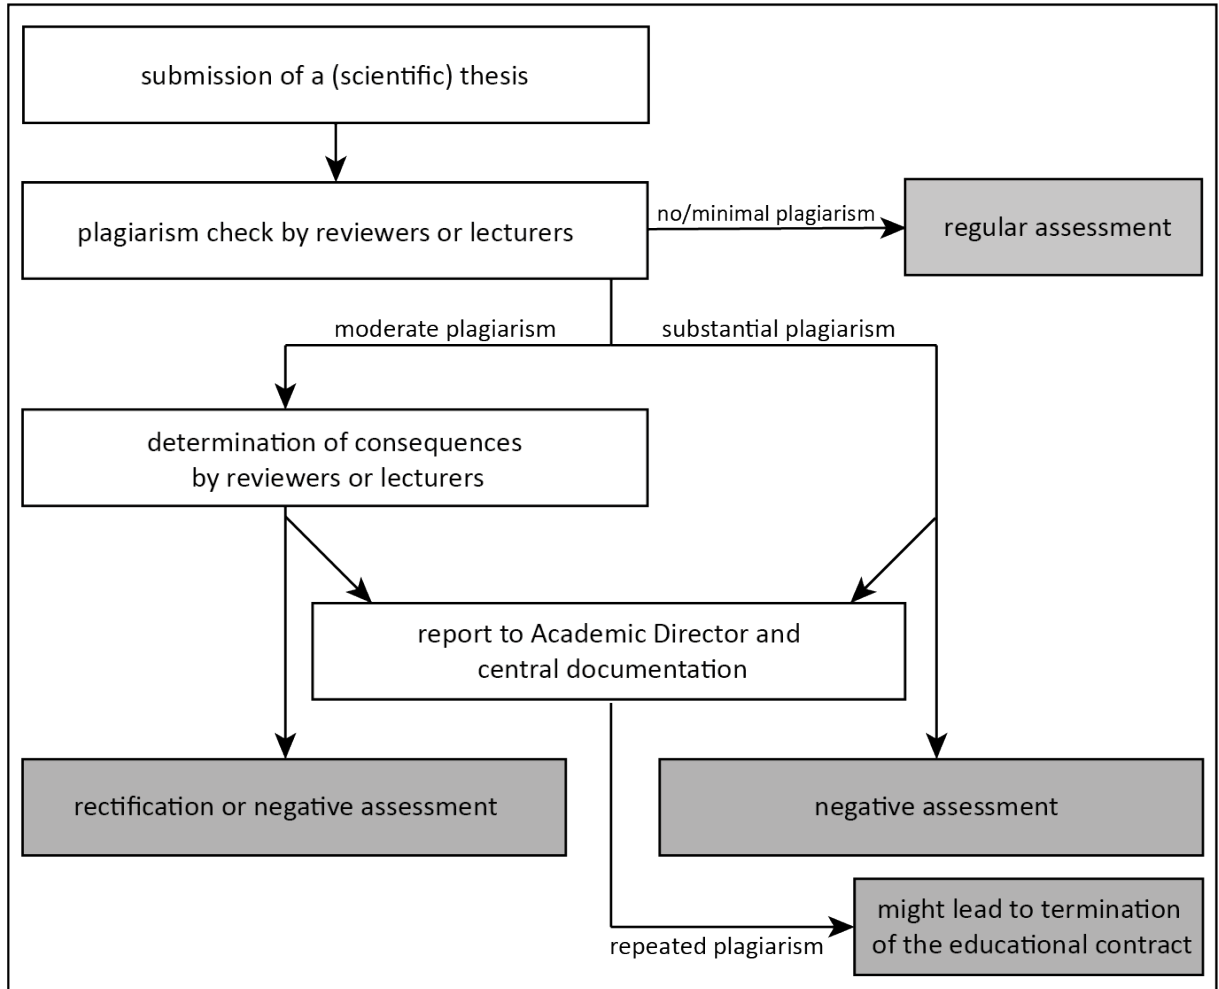 submission of a (scientific) thesis
plagiarism check by reviewers or lecturers
no/minimal plagiarism
regular assessment
moderate plagiarism
substantial plagiarism
determination of consequences
by reviewers or lecturers
report to Academic Director and
central documentation
rectification or negative assessment
negative assessment
repeated plagiarism
might lead to termination
of the educational contract